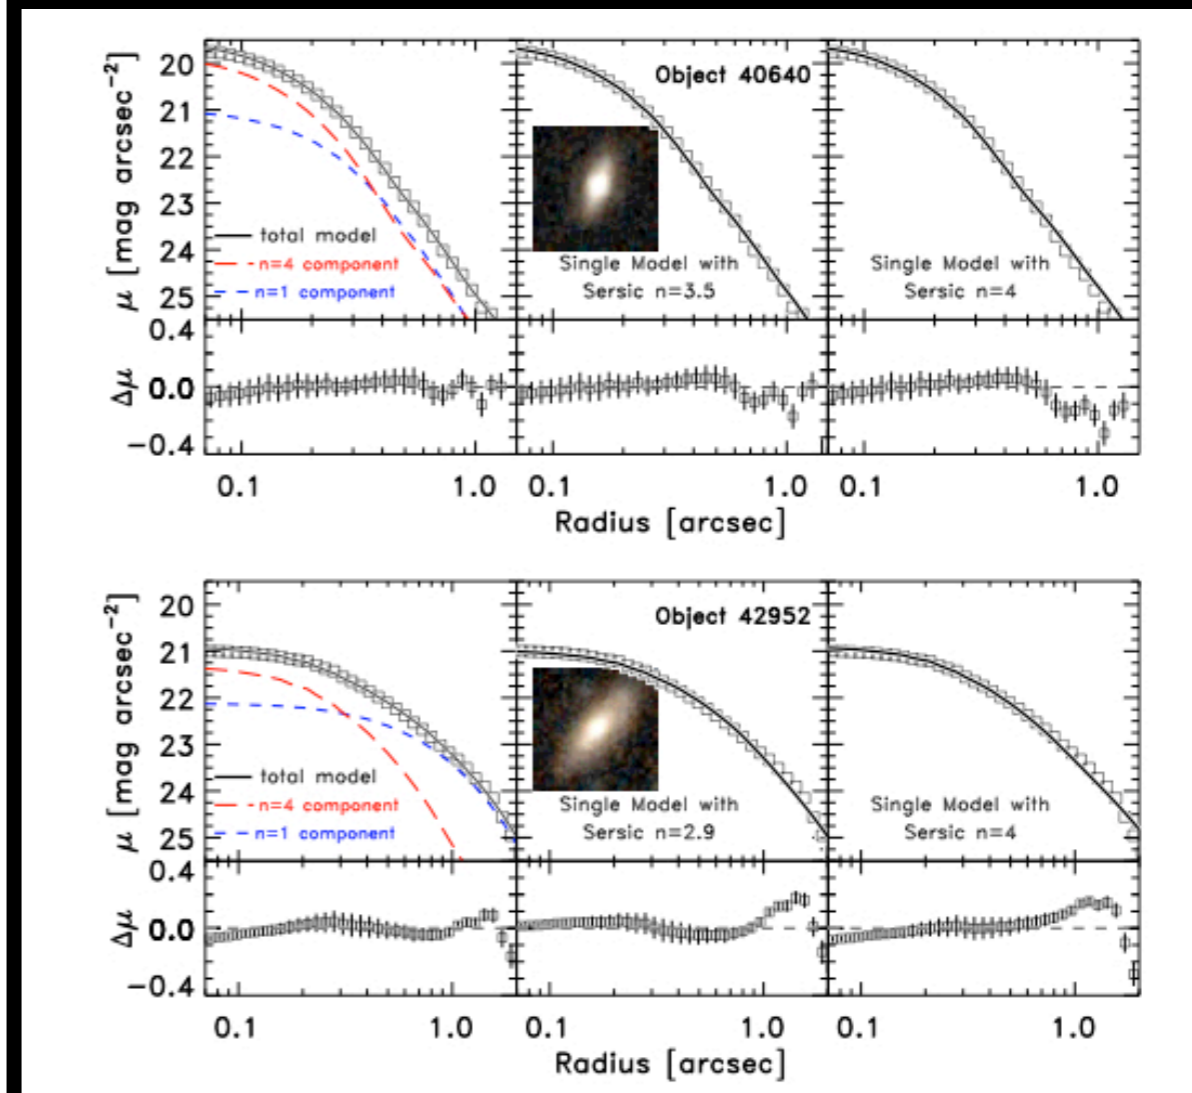 μ [mag arcsec⁻²]
20
21
22
23
24
25
total model
n=4 component
n=1 component
Object 40640
Single Model with
Sersic n=3.5
Single Model with
Sersic n=4
Δμ
0.4
0.0
−0.4
0.1 1.0 0.1 1.0 0.1 1.0
Radius [arcsec]
μ [mag arcsec⁻²]
20
21
22
23
24
25
total model
n=4 component
n=1 component
Object 42952
Single Model with
Sersic n=2.9
Single Model with
Sersic n=4
Δμ
0.4
0.0
−0.4
0.1 1.0 0.1 1.0 0.1 1.0
Radius [arcsec]